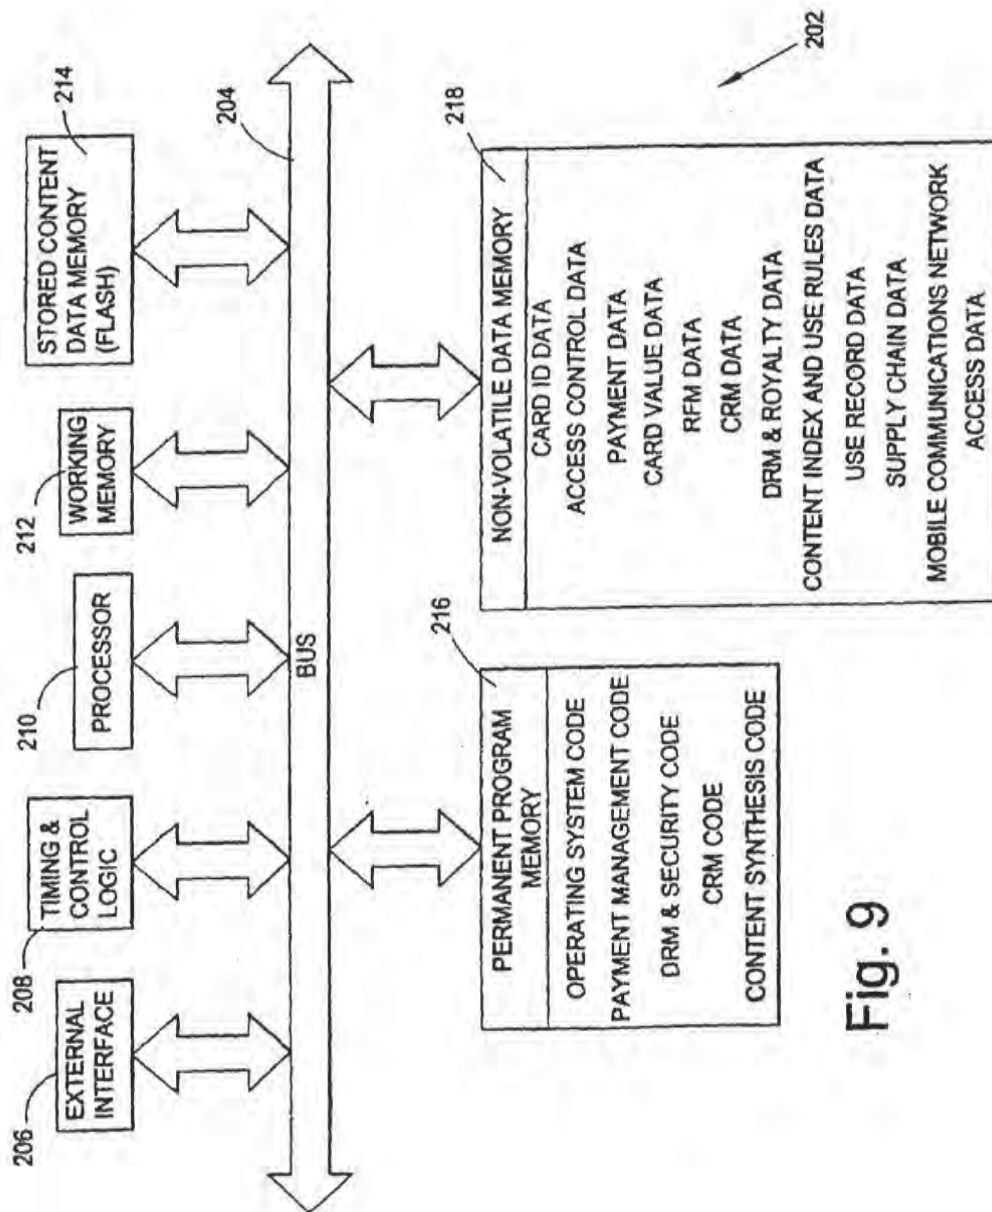 206
EXTERNAL
INTERFACE
208
TIMING &
CONTROL
LOGIC
210
PROCESSOR
212
WORKING
MEMORY
STORED CONTENT
DATA MEMORY
(FLASH)
214
204
BUS
216
PERMANENT PROGRAM
MEMORY
OPERATING SYSTEM CODE
PAYMENT MANAGEMENT CODE
DRM & SECURITY CODE
CRM CODE
CONTENT SYNTHESIS CODE
218
NON-VOLATILE DATA MEMORY
CARD ID DATA
ACCESS CONTROL DATA
PAYMENT DATA
CARD VALUE DATA
RFM DATA
CRM DATA
DRM & ROYALTY DATA
CONTENT INDEX AND USE RULES DATA
USE RECORD DATA
SUPPLY CHAIN DATA
MOBILE COMMUNICATIONS NETWORK
ACCESS DATA
202
Fig. 9